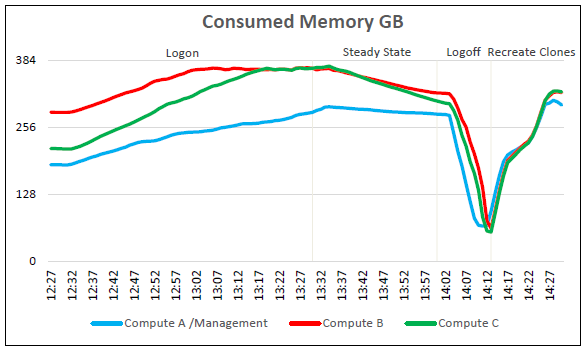 Consumed Memory GB
Logon Steady State Logoff Recreate Clones
384
256
128
0
12:27 12:32 12:37 12:42 12:47 12:52 12:57 13:02 13:07 13:12 13:17 13:22 13:27 13:32 13:37 13:42 13:47 13:52 13:57 14:02 14:07 14:12 14:17 14:22 14:27
Compute A /Management Compute B Compute C